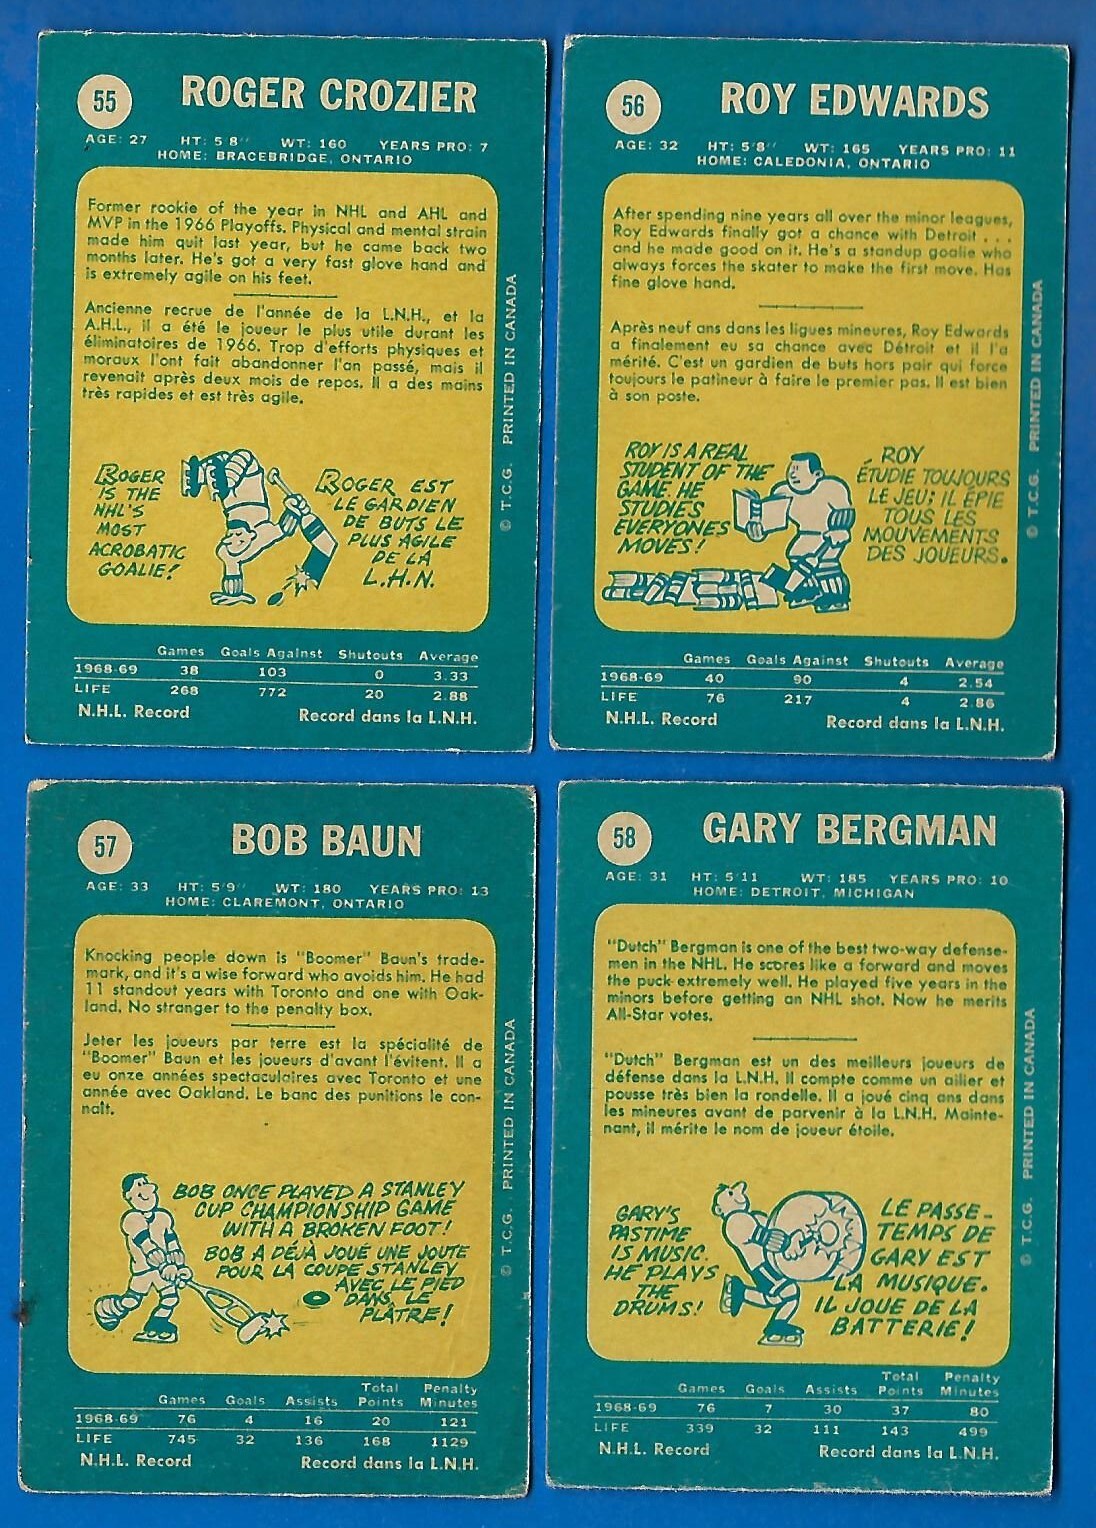 55
ROGER CROZIER
AGE: 27 HT: 5'8" WT: 160 YEARS PRO: 7
HOME: BRACEBRIDGE, ONTARIO
Former rookie of the year in NHL and AHL and
MVP in the 1966 Playoffs. Physical and mental strain
made him quit last year, but he came back two
months later. He's got a very fast glove hand and
is extremely agile on his feet.
Ancienne recrue de l'année de la L.N.H., et la
A.H.L., il a été le joueur le plus utile durant les
éliminatoires de 1966. Trop d'efforts physiques et
moraux l'ont fait abandonner l'an passé, mais il
revenait après deux mois de repos. Il a des mains
très rapides et est très agile.
ROGER
IS THE
NHL'S
MOST
ACROBATIC
GOALIE!
ROGER EST
LE GARDIEN
DE BUTS LE
PLUS AGILE
DE LA
L.H.N.
© T.C.G. PRINTED IN CANADA
Games Goals Against Shutouts Average
1968-69 38 103 0 3.33
LIFE 268 772 20 2.88
N.H.L. Record Record dans la L.N.H.
56
ROY EDWARDS
AGE: 32 HT: 5'8" WT: 165 YEARS PRO: 11
HOME: CALEDONIA, ONTARIO
After spending nine years all over the minor leagues,
Roy Edwards finally got a chance with Detroit . . .
and he made good on it. He's a standup goalie who
always forces the skater to make the first move. Has
fine glove hand.
Après neuf ans dans les ligues mineures, Roy Edwards
a finalement eu sa chance avec Détroit et il l'a
mérité. C'est un gardien de buts hors pair qui force
toujours le patineur à faire le premier pas. Il est bien
à son poste.
ROY IS A REAL
STUDENT OF THE
GAME. HE
STUDIES
EVERYONES
MOVES!
ROY
ÉTUDIE TOUJOURS
LE JEU; IL ÉPIE
TOUS LES
MOUVEMENTS
DES JOUEURS.
© T.C.G. PRINTED IN CANADA
Games Goals Against Shutouts Average
1968-69 40 90 4 2.54
LIFE 76 217 4 2.86
N.H.L. Record Record dans la L.N.H.
57
BOB BAUN
AGE: 33 HT: 5'9" WT: 180 YEARS PRO: 13
HOME: CLAREMONT, ONTARIO
Knocking people down is "Boomer" Baun's trade-
mark, and it's a wise forward who avoids him. He had
11 standout years with Toronto and one with Oak-
land. No stranger to the penalty box.
Jeter les joueurs par terre est la spécialité de
"Boomer" Baun et les joueurs d'avant l'évitent. Il a
eu onze années spectaculaires avec Toronto et une
année avec Oakland. Le banc des punitions le con-
naît.
BOB ONCE PLAYED A STANLEY
CUP CHAMPIONSHIP GAME
WITH A BROKEN FOOT!
BOB A DÉJÀ JOUÉ UNE JOUTE
POUR LA COUPE STANLEY
AVEC LE PIED
DANS LE
PLÂTRE!
© T.C.G. PRINTED IN CANADA
Games Goals Assists Total Points Penalty Minutes
1968-69 76 4 16 20 121
LIFE 745 32 136 168 1129
N.H.L. Record Record dans la L.N.H.
58
GARY BERGMAN
AGE: 31 HT: 5'11 WT: 185 YEARS PRO: 10
HOME: DETROIT, MICHIGAN
"Dutch" Bergman is one of the best two-way defense-
men in the NHL. He scores like a forward and moves
the puck extremely well. He played five years in the
minors before getting an NHL shot. Now he merits
All-Star votes.
"Dutch" Bergman est un des meilleurs joueurs de
défense dans la L.N.H. Il compte comme un ailier et
pousse très bien la rondelle. Il a joué cinq ans dans
les mineures avant de parvenir à la L.N.H. Mainte-
nant, il mérite le nom de joueur étoile.
GARY'S
PASTIME
IS MUSIC.
HE PLAYS
THE
DRUMS!
LE PASSE-
TEMPS DE
GARY EST
LA MUSIQUE.
IL JOUE DE LA
BATTERIE!
© T.C.G. PRINTED IN CANADA
Games Goals Assists Total Points Penalty Minutes
1968-69 76 7 30 37 80
LIFE 339 32 111 143 499
N.H.L. Record Record dans la L.N.H.